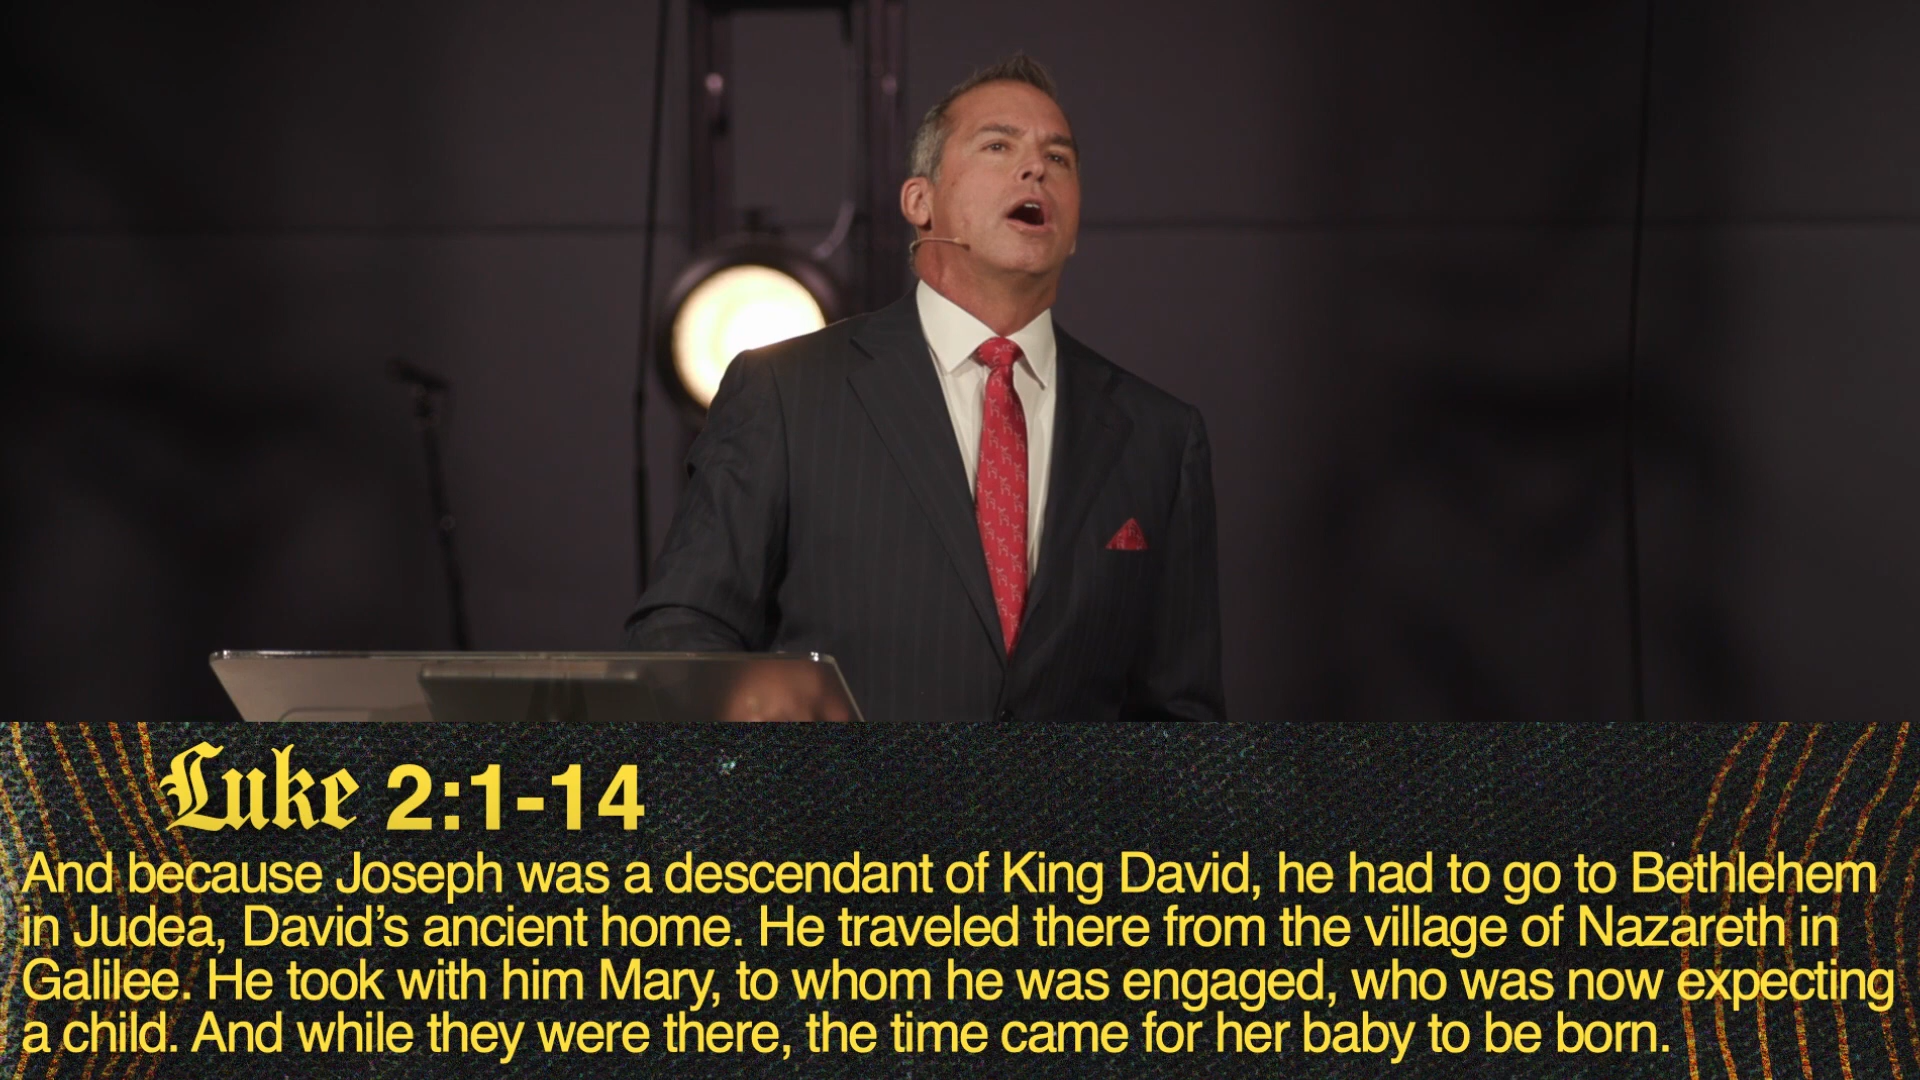 Luke 2:1-14
And because Joseph was a descendant of King David, he had to go to Bethlehem
in Judea, David’s ancient home. He traveled there from the village of Nazareth in
Galilee. He took with him Mary, to whom he was engaged, who was now expecting
a child. And while they were there, the time came for her baby to be born.